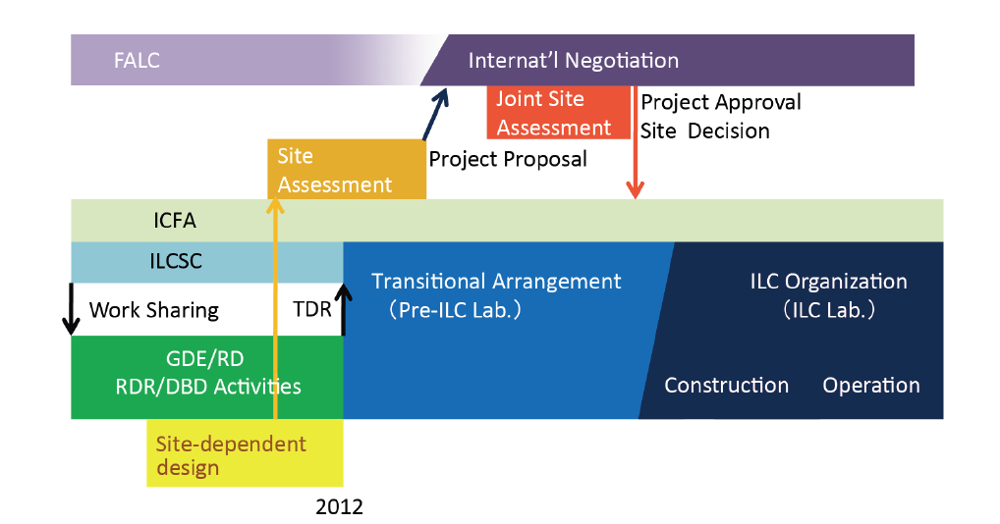 FALC
Internat’l Negotiation
Joint Site
Assessment
Project Approval
Site Decision
Site
Assessment
Project Proposal
ICFA
ILCSC
Work Sharing
TDR
Transitional Arrangement
（Pre-ILC Lab.）
ILC Organization
（ILC Lab.）
GDE/RD
RDR/DBD Activities
Construction
Operation
Site-dependent
design
2012